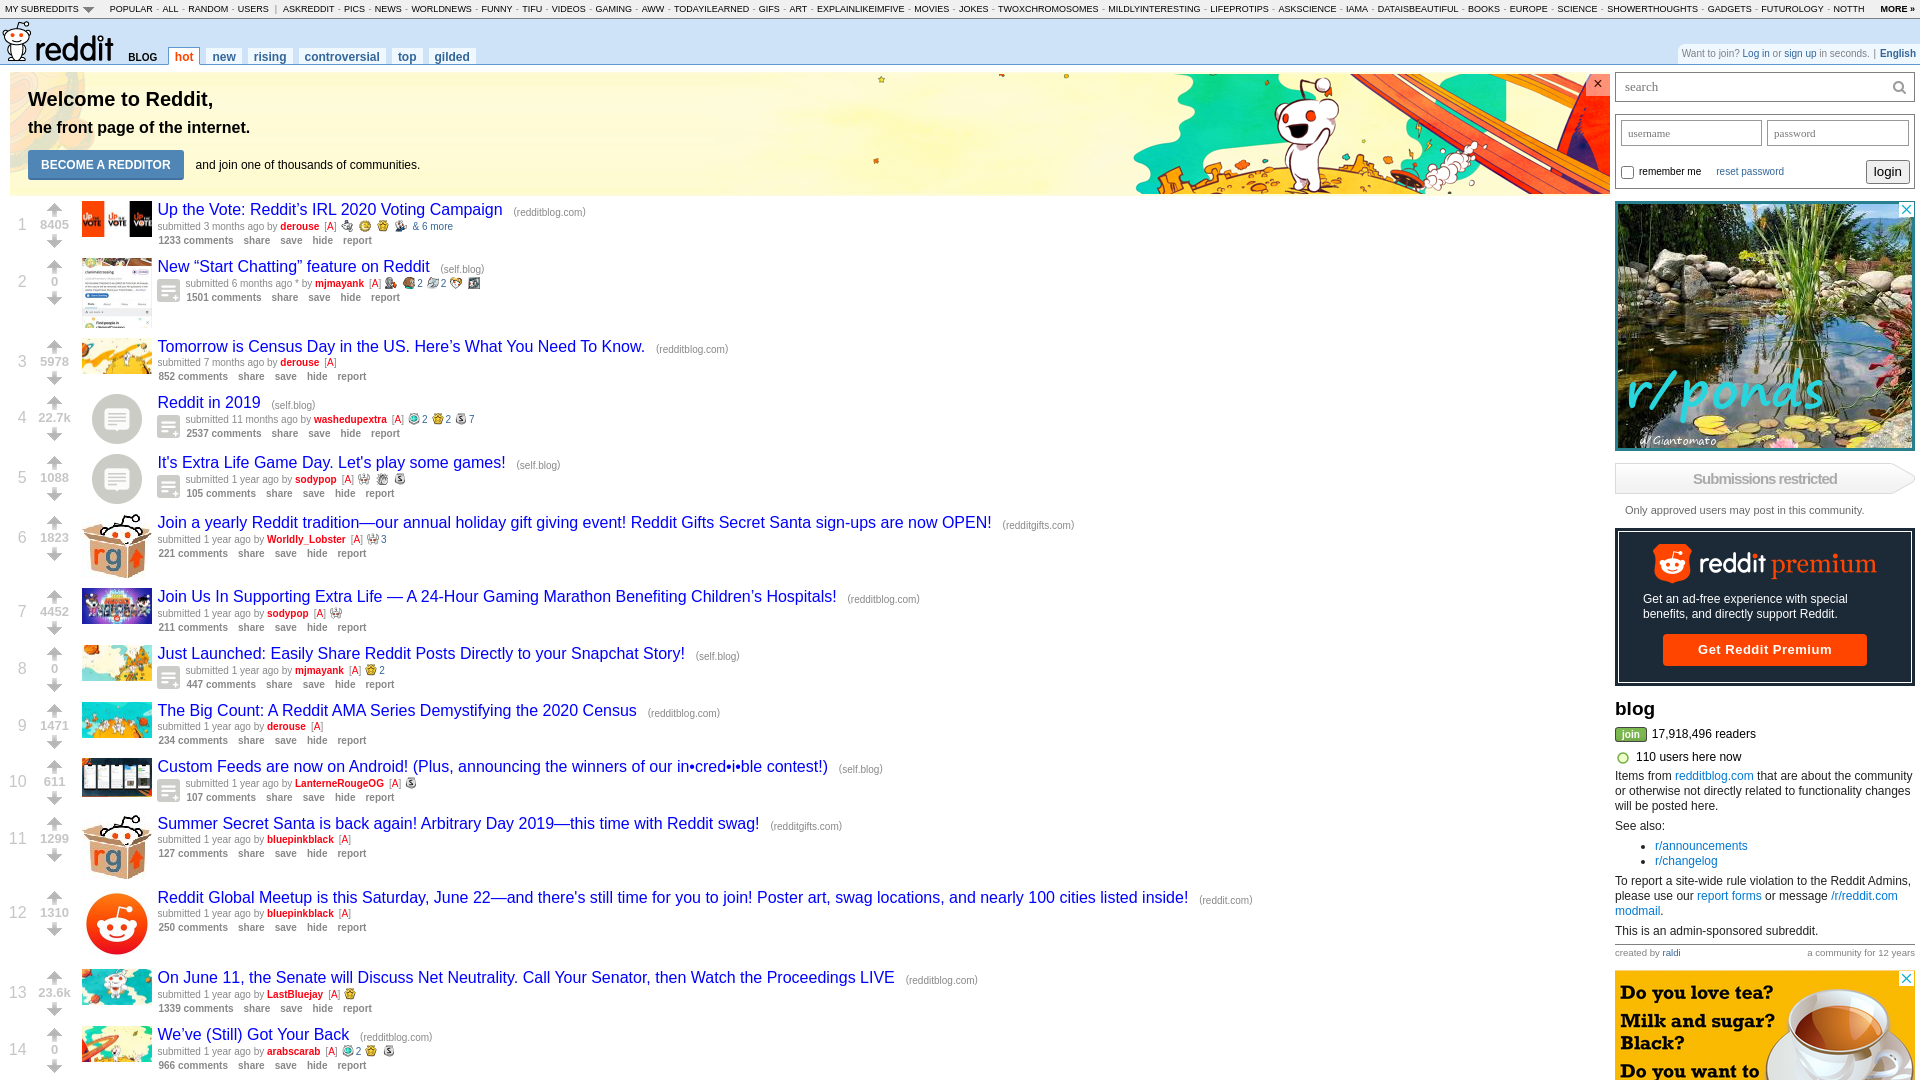 MY SUBREDDITS POPULAR - ALL - RANDOM - USERS | ASKREDDIT - PICS - NEWS - WORLDNEWS - FUNNY - TIFU - VIDEOS - GAMING - AWW - TODAYILEARNED - GIFS - ART - EXPLAINLIKEIMFIVE - MOVIES - JOKES - TWOXCHROMOSOMES - MILDLYINTERESTING - LIFEPROTIPS - ASKSCIENCE - IAMA - DATAISBEAUTIFUL - BOOKS - EUROPE - SCIENCE - SHOWERTHOUGHTS - GADGETS - FUTUROLOGY - NOTTH MORE »
reddit BLOG hot new rising controversial top gilded
Want to join? Log in or sign up in seconds. | English
Welcome to Reddit,
the front page of the internet.
BECOME A REDDITOR and join one of thousands of communities.
×
1
8405
UP THE VOTE
Up the Vote: Reddit’s IRL 2020 Voting Campaign (redditblog.com)
submitted 3 months ago by derouse [A] & 6 more
1233 comments share save hide report
2
0
New “Start Chatting” feature on Reddit (self.blog)
submitted 6 months ago * by mjmayank [A] 2 2
1501 comments share save hide report
3
5978
Tomorrow is Census Day in the US. Here’s What You Need To Know. (redditblog.com)
submitted 7 months ago by derouse [A]
852 comments share save hide report
4
22.7k
Reddit in 2019 (self.blog)
submitted 11 months ago by washedupextra [A] 2 2 7
2537 comments share save hide report
5
1088
It's Extra Life Game Day. Let's play some games! (self.blog)
submitted 1 year ago by sodypop [A]
105 comments share save hide report
6
1823
rg
Join a yearly Reddit tradition—our annual holiday gift giving event! Reddit Gifts Secret Santa sign-ups are now OPEN! (redditgifts.com)
submitted 1 year ago by Worldly_Lobster [A] 3
221 comments share save hide report
7
4452
Join Us In Supporting Extra Life — A 24-Hour Gaming Marathon Benefiting Children’s Hospitals! (redditblog.com)
submitted 1 year ago by sodypop [A]
211 comments share save hide report
8
0
Just Launched: Easily Share Reddit Posts Directly to your Snapchat Story! (self.blog)
submitted 1 year ago by mjmayank [A] 2
447 comments share save hide report
9
1471
The Big Count: A Reddit AMA Series Demystifying the 2020 Census (redditblog.com)
submitted 1 year ago by derouse [A]
234 comments share save hide report
10
611
Custom Feeds are now on Android! (Plus, announcing the winners of our in•cred•i•ble contest!) (self.blog)
submitted 1 year ago by LanterneRougeOG [A]
107 comments share save hide report
11
1299
rg
Summer Secret Santa is back again! Arbitrary Day 2019—this time with Reddit swag! (redditgifts.com)
submitted 1 year ago by bluepinkblack [A]
127 comments share save hide report
12
1310
Reddit Global Meetup is this Saturday, June 22—and there's still time for you to join! Poster art, swag locations, and nearly 100 cities listed inside! (reddit.com)
submitted 1 year ago by bluepinkblack [A]
250 comments share save hide report
13
23.6k
On June 11, the Senate will Discuss Net Neutrality. Call Your Senator, then Watch the Proceedings LIVE (redditblog.com)
submitted 1 year ago by LastBluejay [A]
1339 comments share save hide report
14
0
We’ve (Still) Got Your Back (redditblog.com)
submitted 1 year ago by arabscarab [A] 2
966 comments share save hide report
search
username password
remember me reset password login
r/ponds
u/Giantomato
Submissions restricted
Only approved users may post in this community.
reddit premium
Get an ad-free experience with special
benefits, and directly support Reddit.
Get Reddit Premium
blog
join 17,918,496 readers
110 users here now
Items from redditblog.com that are about the community
or otherwise not directly related to functionality changes
will be posted here.
See also:
• r/announcements
• r/changelog
To report a site-wide rule violation to the Reddit Admins,
please use our report forms or message /r/reddit.com
modmail.
This is an admin-sponsored subreddit.
created by raldi a community for 12 years
Do you love tea?
Milk and sugar?
Black?
Do you want to